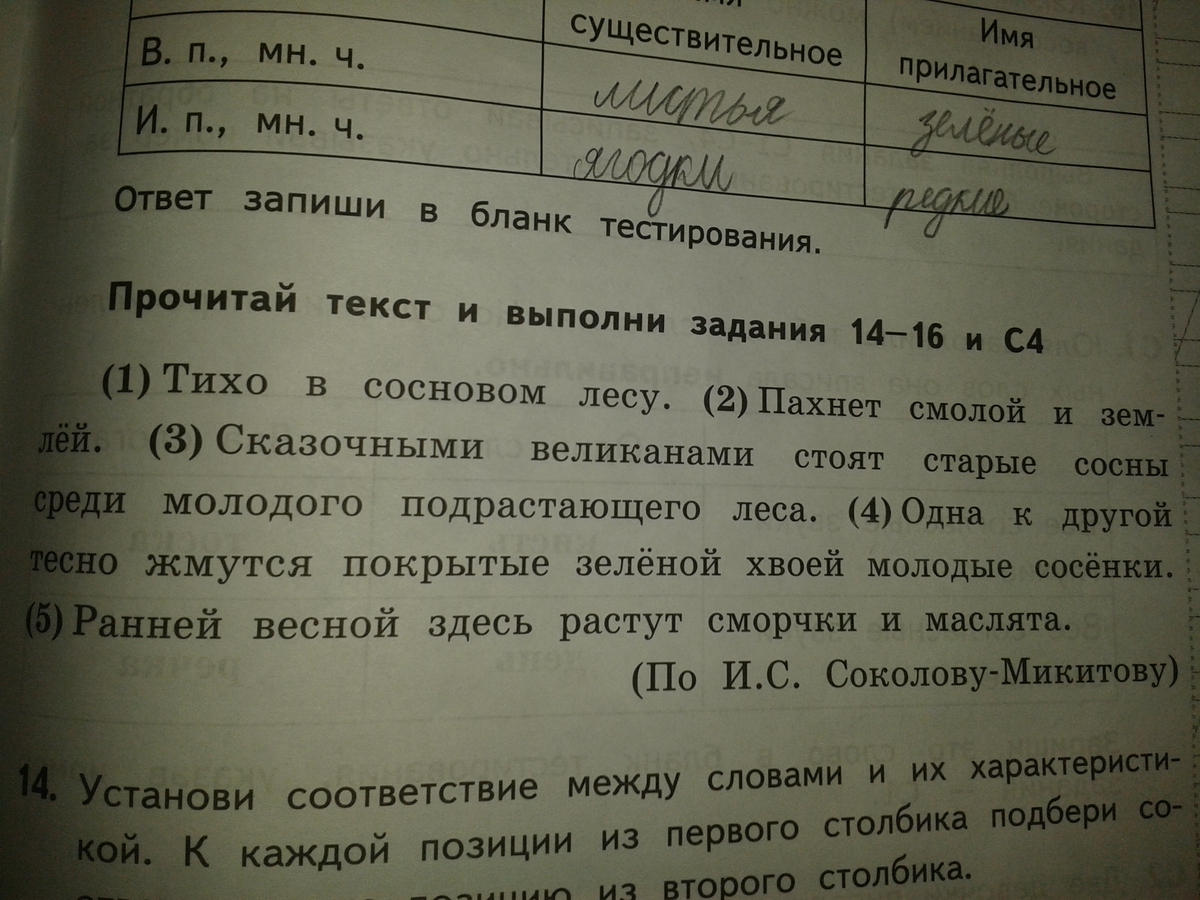 существительное
Имя
прилагательное
В. п., мн. ч.
листья
зелёные
И. п., мн. ч.
ягодки
редкие
Ответ запиши в бланк тестирования.
Прочитай текст и выполни задания 14–16 и С4
(1) Тихо в сосновом лесу. (2) Пахнет смолой и зем-
лёй. (3) Сказочными великанами стоят старые сосны
среди молодого подрастающего леса. (4) Одна к другой
тесно жмутся покрытые зелёной хвоей молодые сосёнки.
(5) Ранней весной здесь растут сморчки и маслята.
(По И.С. Соколову-Микитову)
14. Установи соответствие между словами и их характеристи-
кой. К каждой позиции из первого столбика подбери со-
позицию из второго столбика.